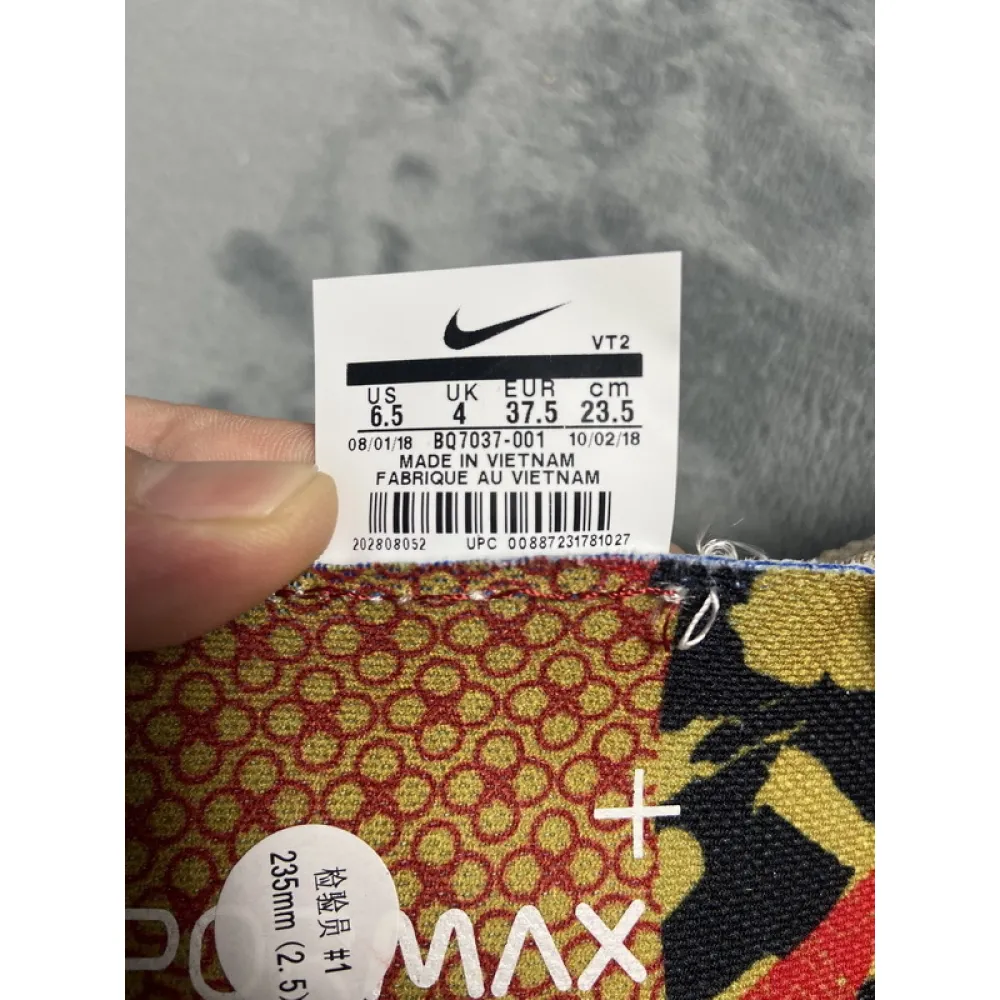 VT2
US UK EUR cm
6.5 4 37.5 23.5
08/01/18 BQ7037-001 10/02/18
MADE IN VIETNAM
FABRIQUE AU VIETNAM
202808052 UPC 00887231781027
+
检验员 #1
235mm (2.5)
MAX